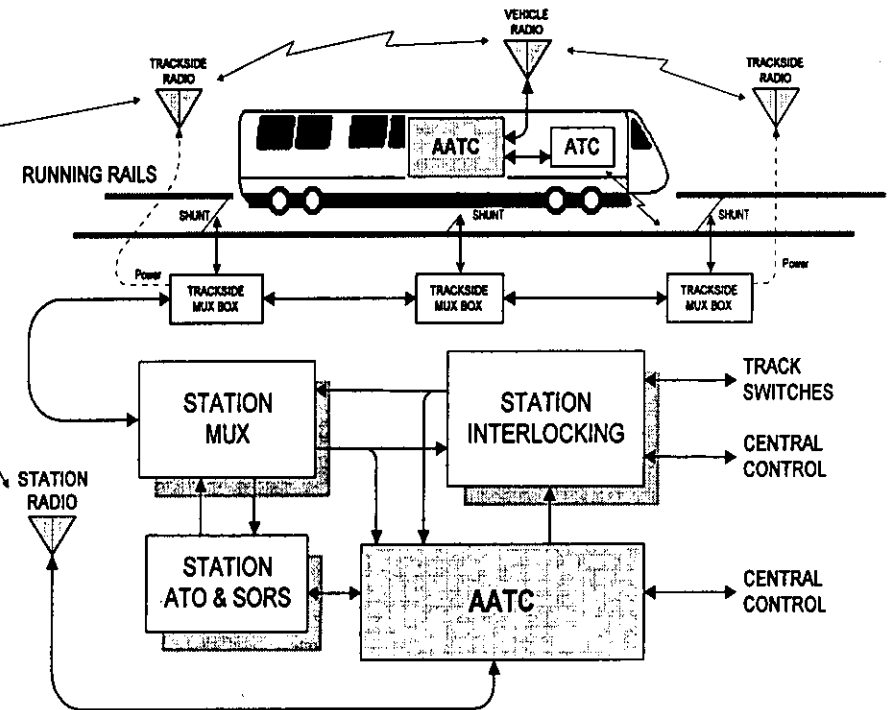 VEHICLE
RADIO
TRACKSIDE
RADIO
TRACKSIDE
RADIO
AATC
ATC
RUNNING RAILS
SHUNT
SHUNT
SHUNT
Power
Power
TRACKSIDE
MUX BOX
TRACKSIDE
MUX BOX
TRACKSIDE
MUX BOX
STATION
MUX
STATION
INTERLOCKING
TRACK
SWITCHES
CENTRAL
CONTROL
STATION
RADIO
STATION
ATO & SORS
AATC
CENTRAL
CONTROL